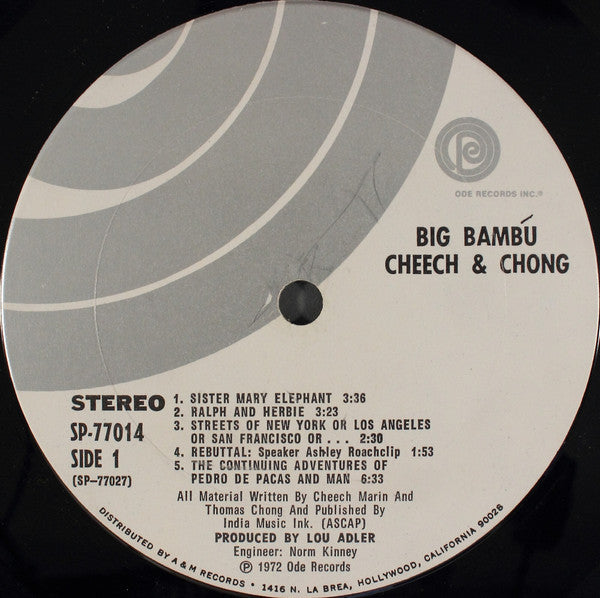 ODE RECORDS INC.®
BIG BAMBÚ
CHEECH & CHONG
STEREO
SP-77014
SIDE 1
(SP-77027)
1. SISTER MARY ELEPHANT 3:36
2. RALPH AND HERBIE 3:23
3. STREETS OF NEW YORK OR LOS ANGELES
OR SAN FRANCISCO OR . . . 2:30
4. REBUTTAL: Speaker Ashley Roachclip 1:53
5. THE CONTINUING ADVENTURES OF
PEDRO DE PACAS AND MAN 6:33
All Material Written By Cheech Marin And
Thomas Chong and Published By
India Music Ink. (ASCAP)
PRODUCED BY LOU ADLER
Engineer: Norm Kinney
℗ 1972 Ode Records
DISTRIBUTED BY A & M RECORDS • 1416 N. LA BREA, HOLLYWOOD, CALIFORNIA 90028